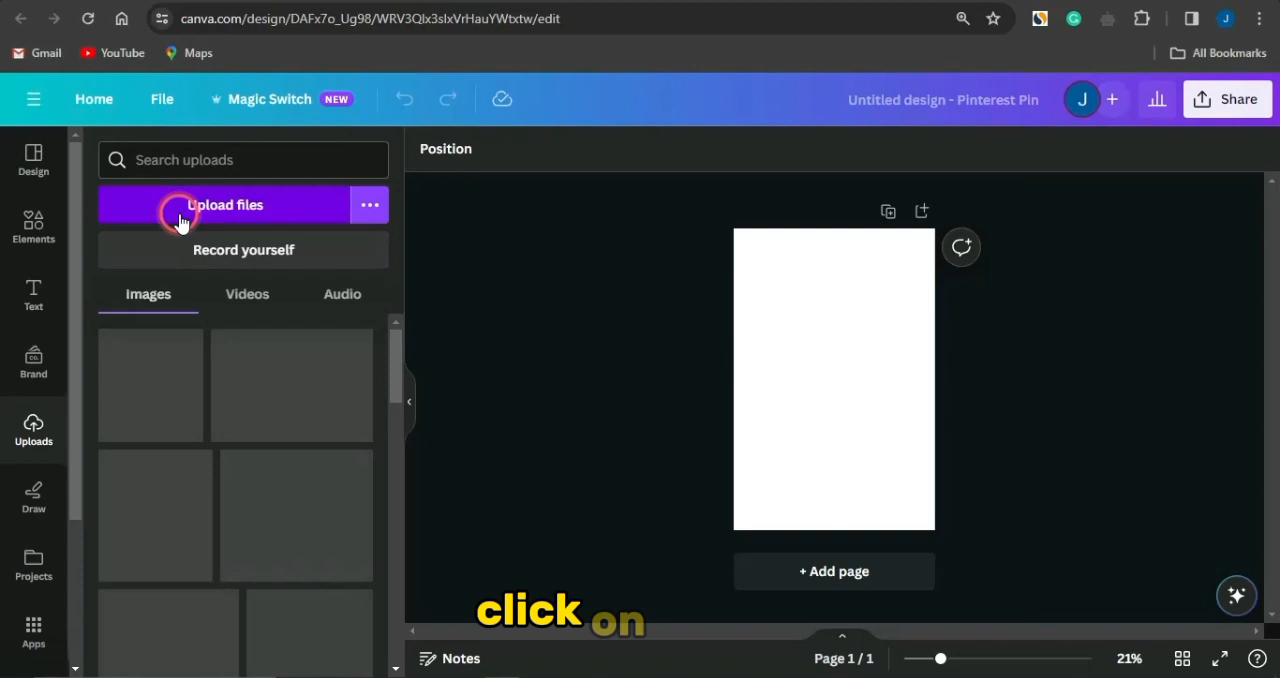 canva.com/design/DAFx7o_Ug98/WRV3Qlx3slxVrHauYWtxtw/edit
J
Gmail
YouTube
Maps
All Bookmarks
Home
File
Magic Switch
NEW
Untitled design - Pinterest Pin
J
+
Share
Design
Elements
Text
CO.
Brand
Uploads
Draw
Projects
Apps
Search uploads
Upload files
Record yourself
Images
Videos
Audio
Position
+ Add page
click on
Notes
Page 1 / 1
21%